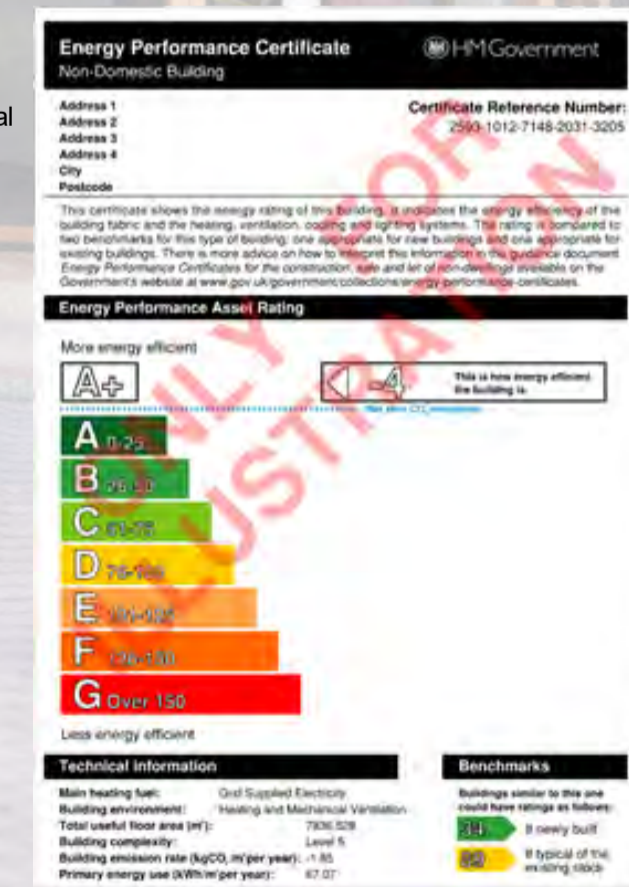 al
Energy Performance Certificate
HM Government
Non-Domestic Building
Address 1
Address 2
Address 3
Address 4
City
Postcode
Certificate Reference Number:
2593-1012-7148-2031-3205
This certificate shows the energy rating of this building. It indicates the energy efficiency of the
building fabric and the heating, ventilation, cooling and lighting systems. The rating is compared to
two benchmarks for this type of building: one appropriate for new buildings and one appropriate for
existing buildings. There is more advice on how to interpret this information in the guidance document
Energy Performance Certificates for the construction, sale and let of non-dwellings available on the
Government's website at www.gov.uk/government/collections/energy-performance-certificates.
Energy Performance Asset Rating
More energy efficient
A+
-4
This is how energy efficient
the building is.
A 0-25
B 26-50
C 51-75
D 76-100
E 101-125
F 126-150
G Over 150
Less energy efficient
ONLY FOR
ILLUSTRATION
Technical Information
Main heating fuel: Grid Supplied Electricity
Building environment: Heating and Mechanical Ventilation
Total useful floor area (m²): 7936.528
Building complexity: Level 5
Building emission rate (kgCO₂/m²per year): -1.85
Primary energy use (kWh/m²per year): 67.07
Benchmarks
Buildings similar to this one
could have ratings as follows:
34 If newly built
If typical of the
existing stock